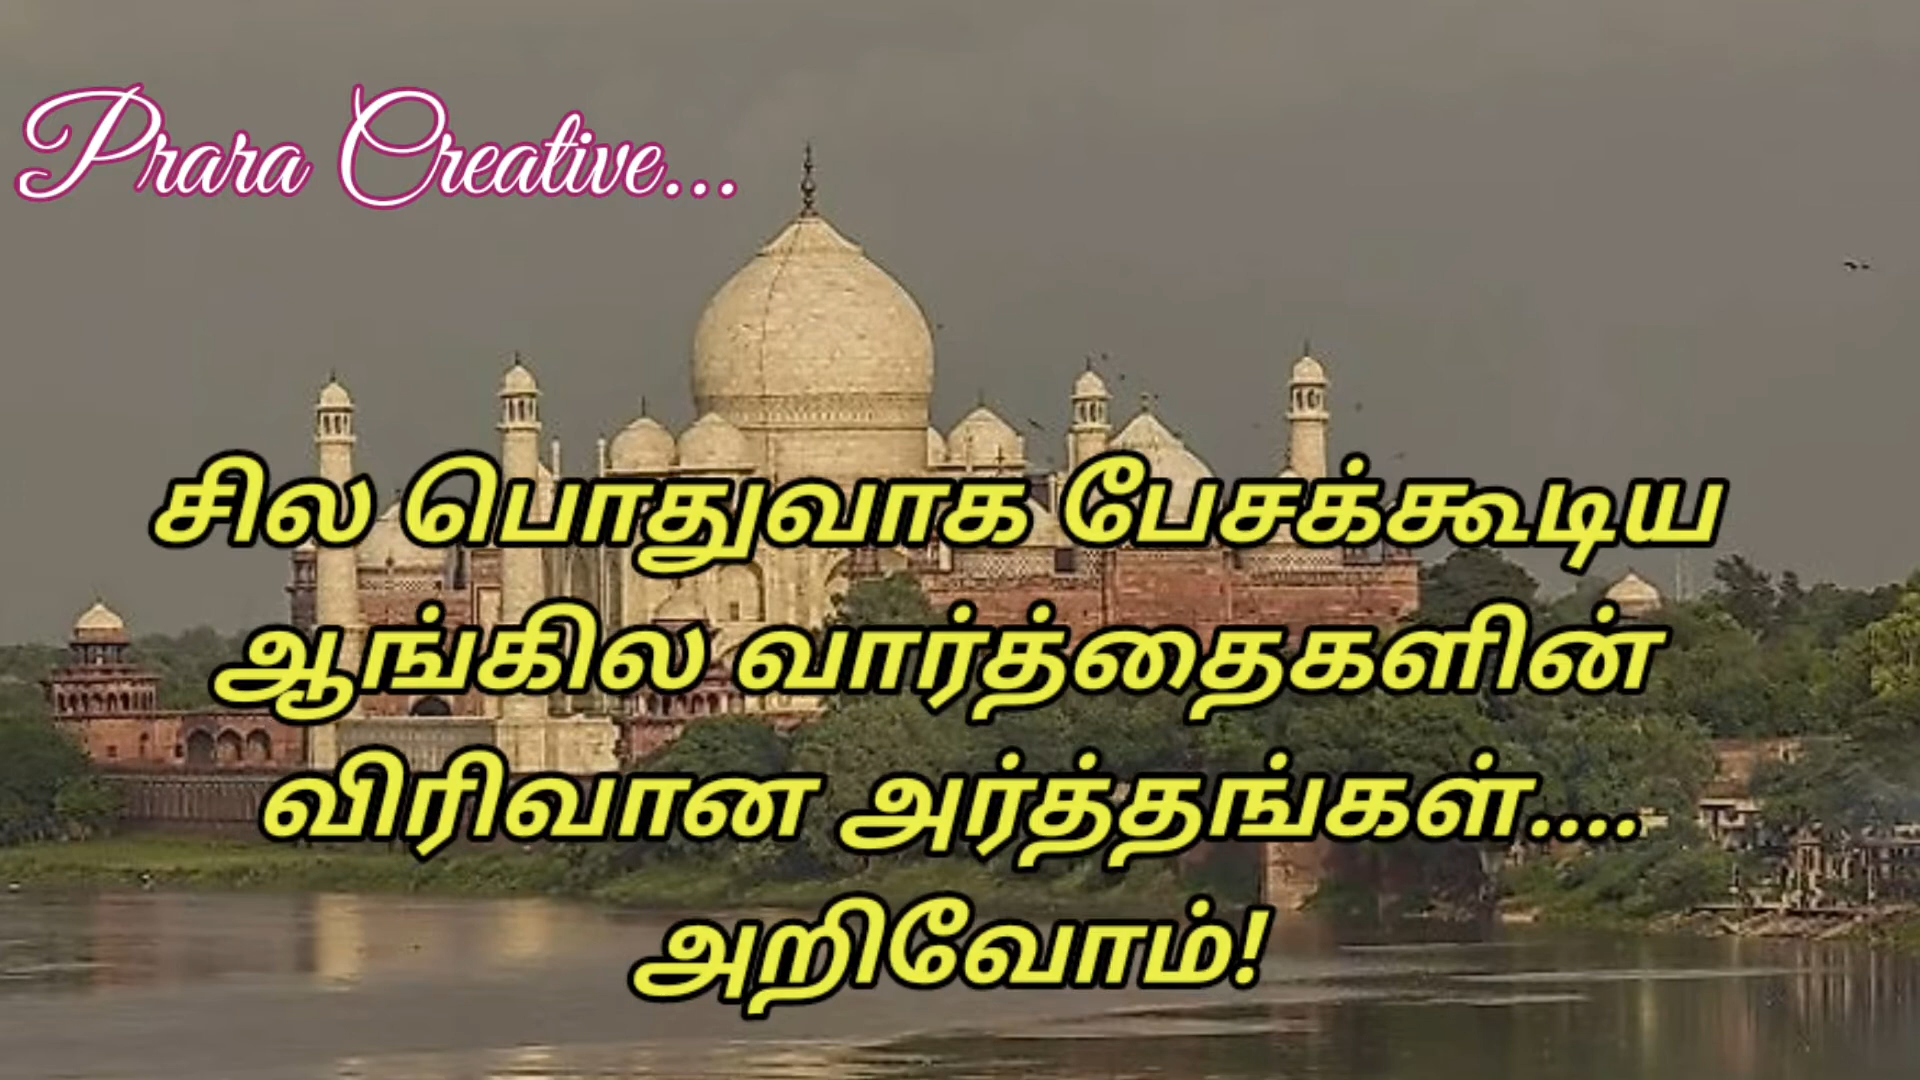 Prara Creative...
சில பொதுவாக பேசக்கூடிய
ஆங்கில வார்த்தைகளின்
விரிவான அர்த்தங்கள்....
அறிவோம்!